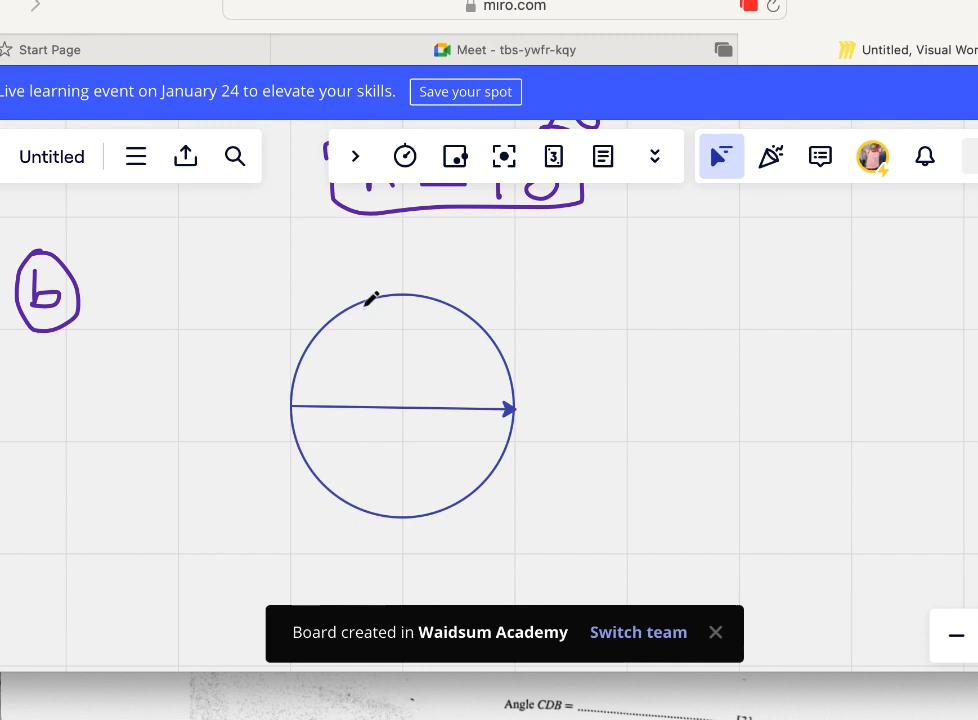 miro.com
Start Page
Meet - tbs-ywfr-kqy
Untitled, Visual Wor
Live learning event on January 24 to elevate your skills.
Save your spot
Untitled
3
b
Board created in Waidsum Academy
Switch team
Angle CDB =